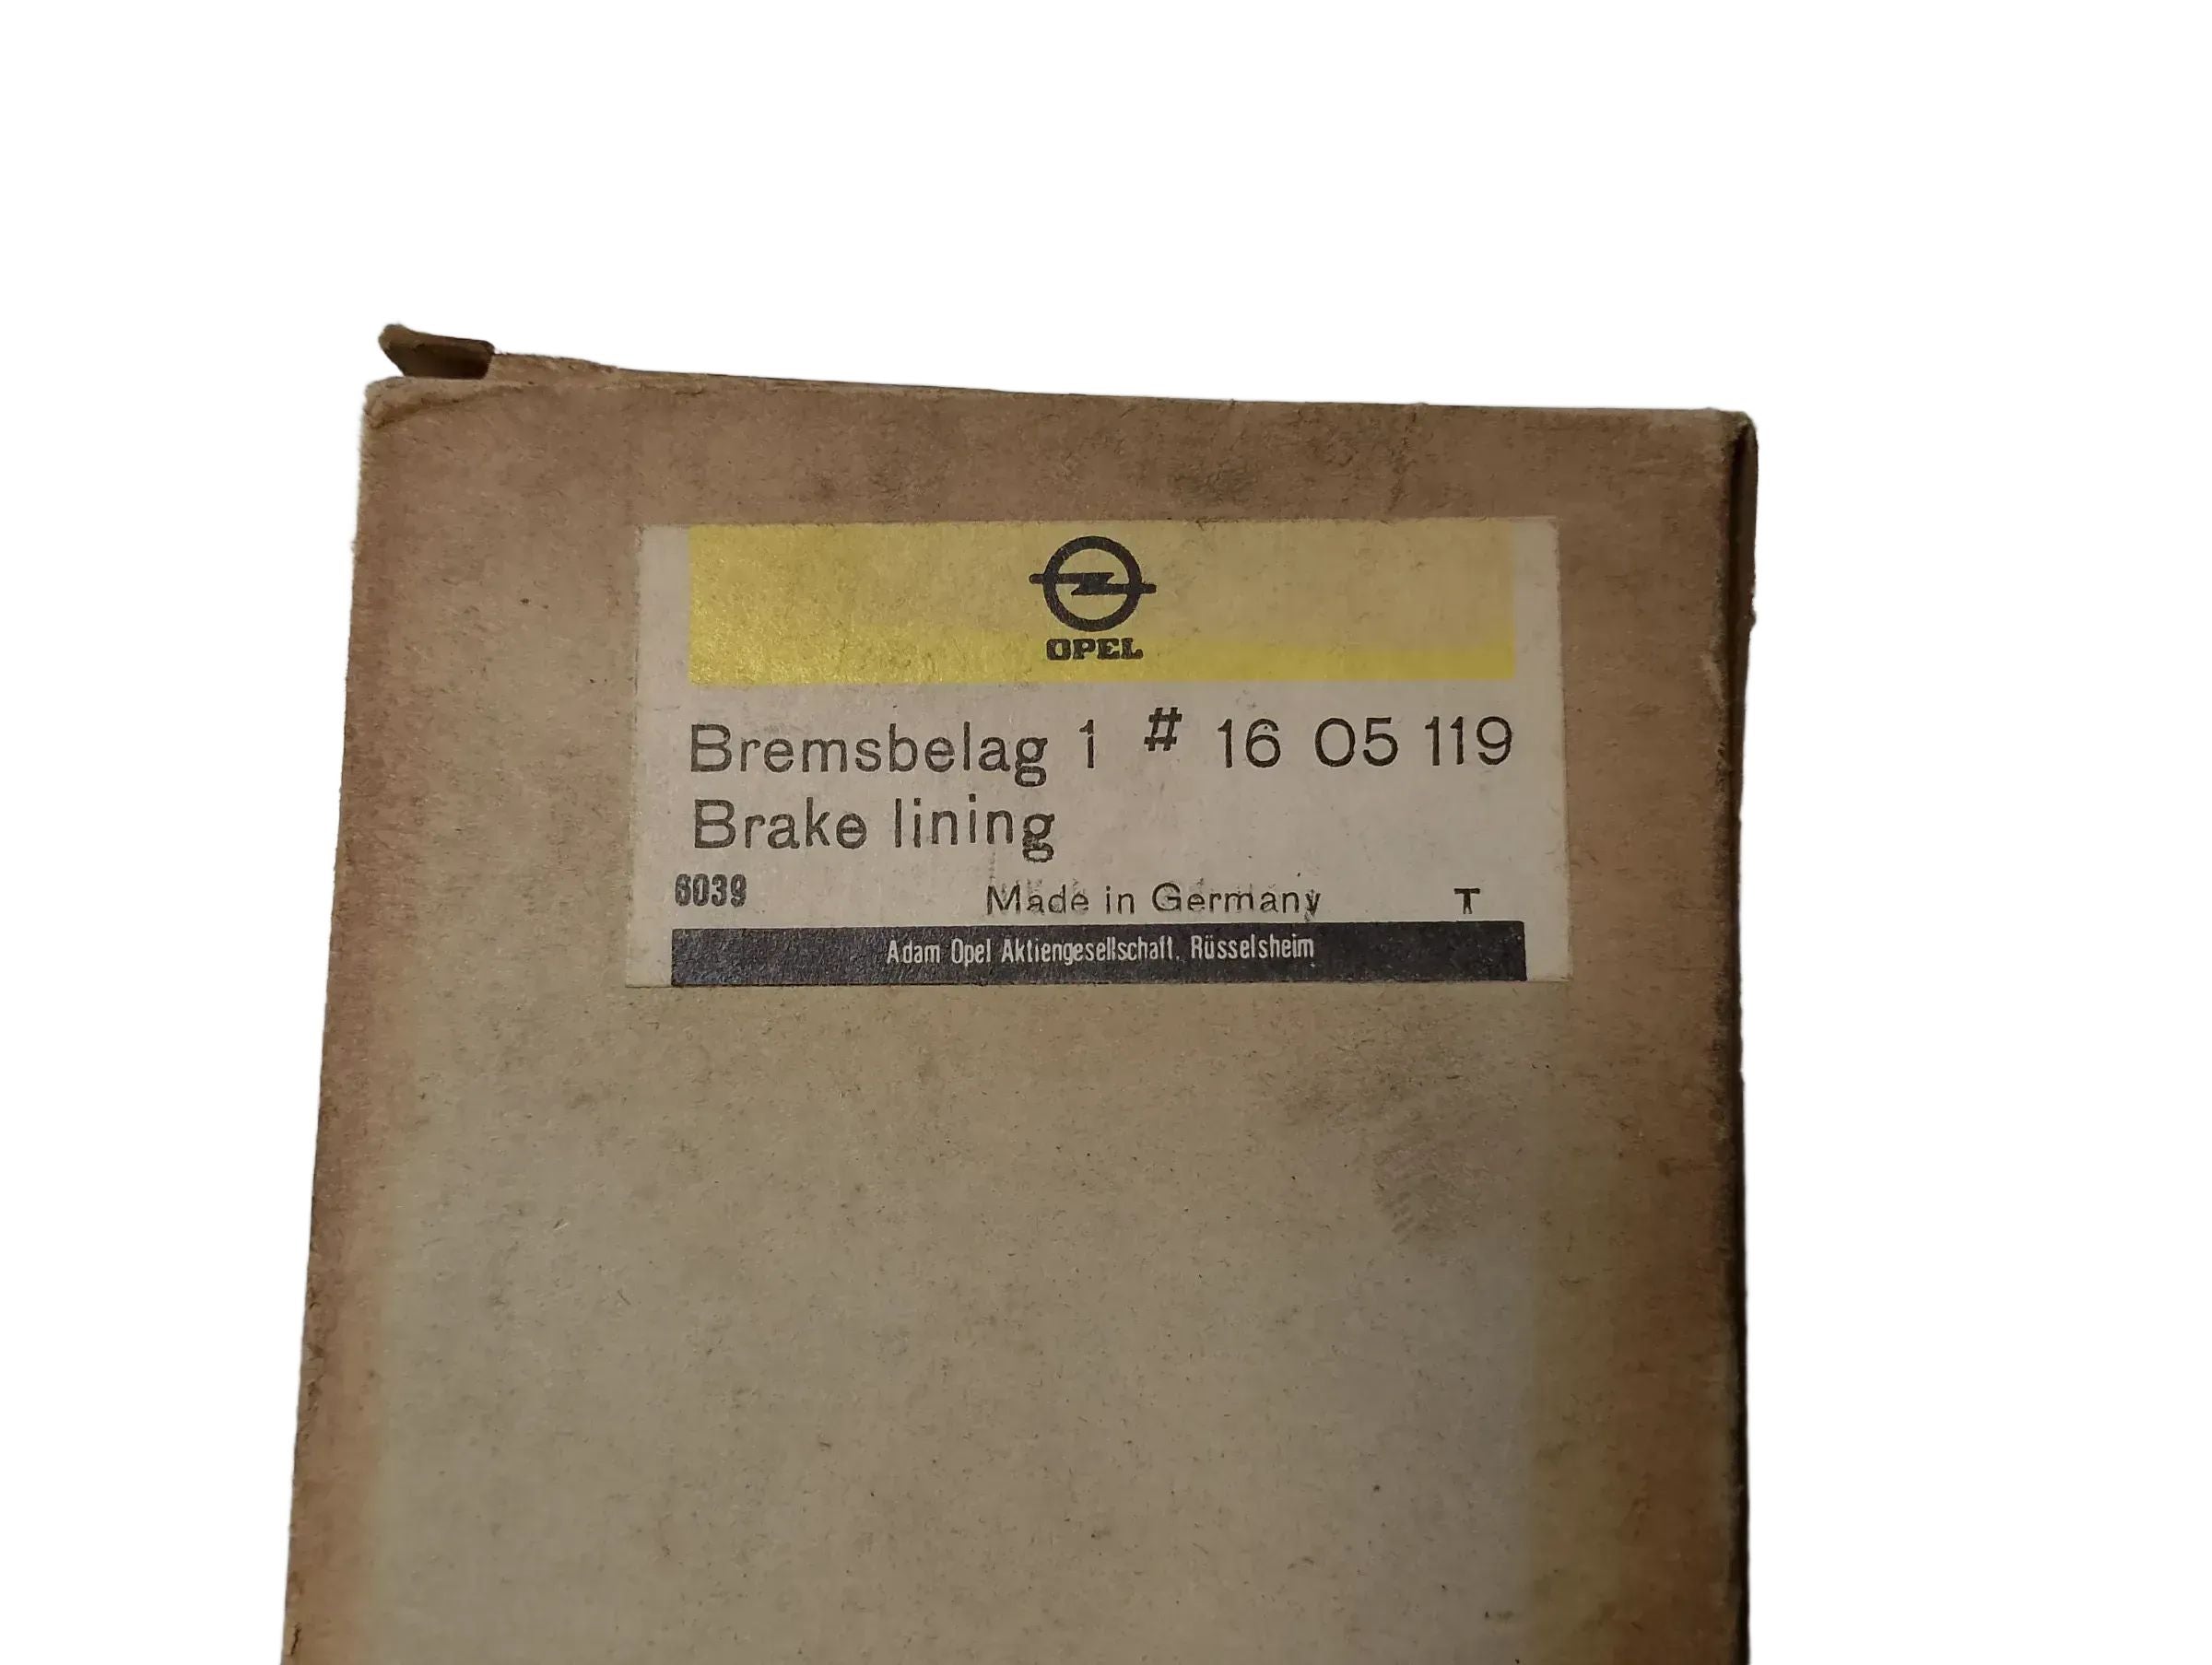 OPEL
Bremsbelag 1 # 16 05 119
Brake lining
6039 Made in Germany T
Adam Opel Aktiengesellschaft, Rüsselsheim